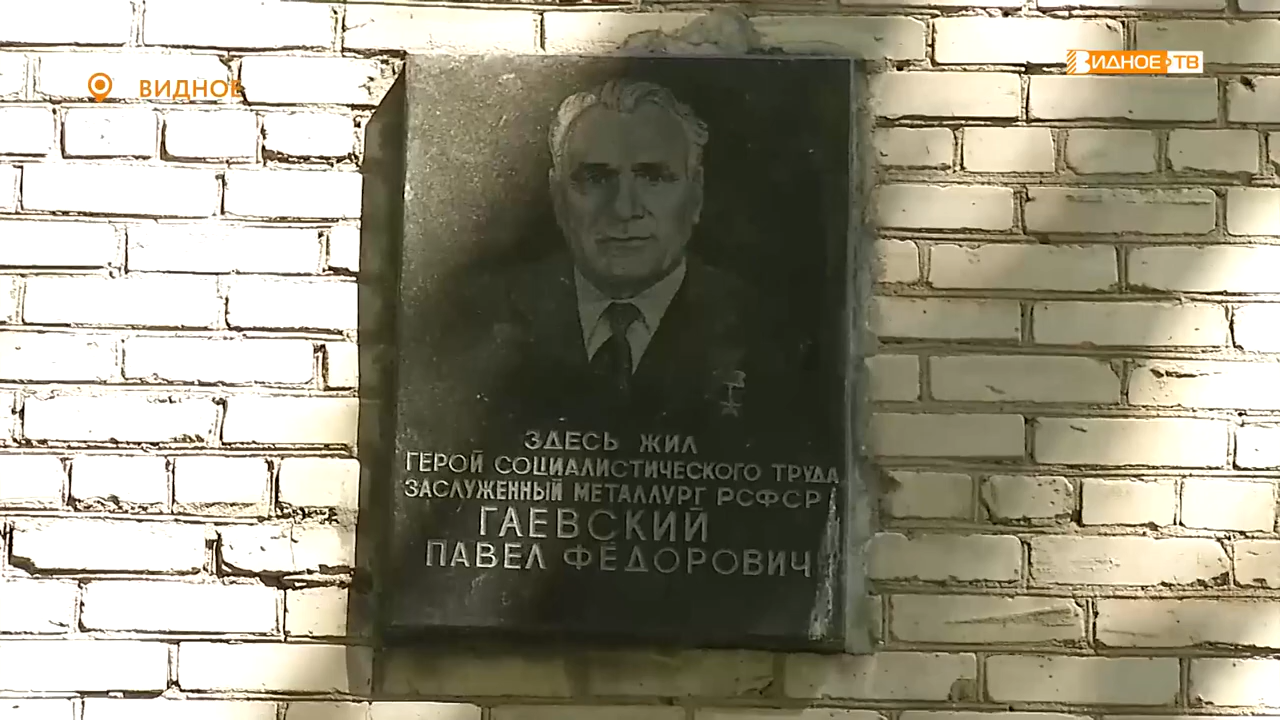 ВИДНОЕ
ВИДНОЕ ТВ
ЗДЕСЬ ЖИЛ
ГЕРОЙ СОЦИАЛИСТИЧЕСКОГО ТРУДА
ЗАСЛУЖЕННЫЙ МЕТАЛЛУРГ РСФСР
ГАЕВСКИЙ
ПАВЕЛ ФЁДОРОВИЧ